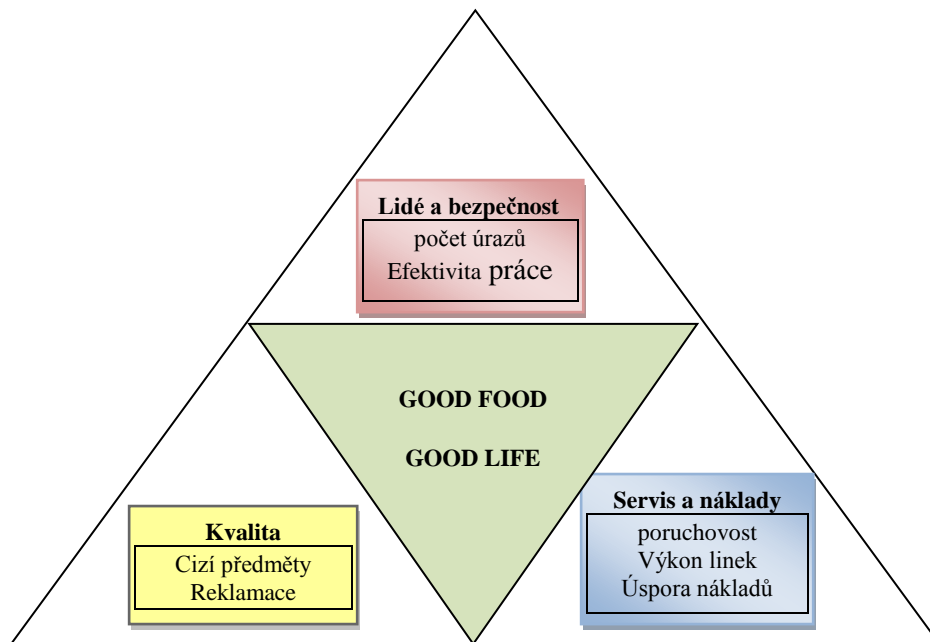 Lidé a bezpečnost
počet úrazů
Efektivita práce
GOOD FOOD
GOOD LIFE
Kvalita
Cizí předměty
Reklamace
Servis a náklady
poruchovost
Výkon linek
Úspora nákladů